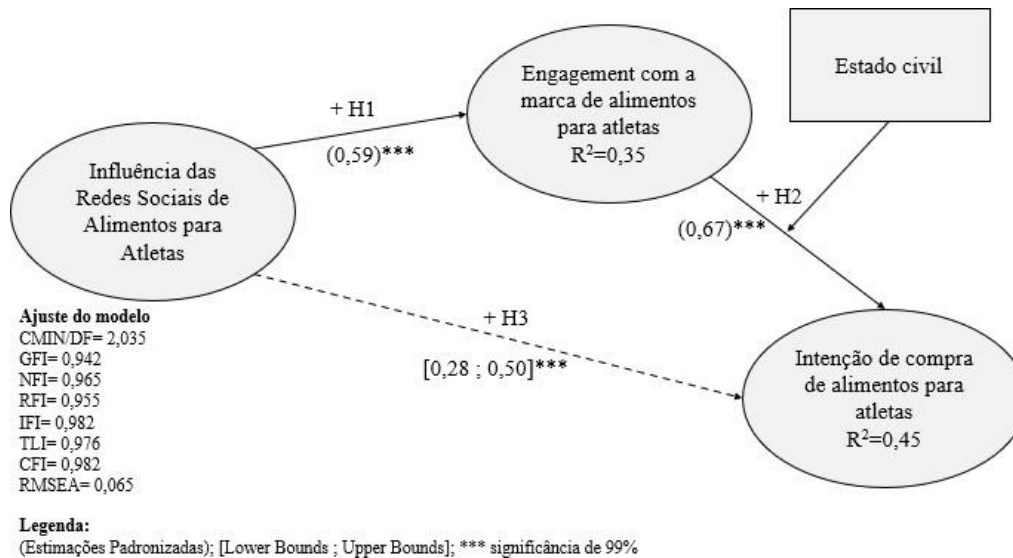 Influência das
Redes Sociais de
Alimentos para
Atletas
+ H1
(0,59)***
Engagement com a
marca de alimentos
para atletas
R²=0,35
Estado civil
+ H2
(0,67)***
+ H3
[0,28 ; 0,50]***
Intenção de compra
de alimentos para
atletas
R²=0,45
Ajuste do modelo
CMIN/DF= 2,035
GFI= 0,942
NFI= 0,965
RFI= 0,955
IFI= 0,982
TLI= 0,976
CFI= 0,982
RMSEA= 0,065
Legenda:
(Estimações Padronizadas); [Lower Bounds ; Upper Bounds]; *** significância de 99%